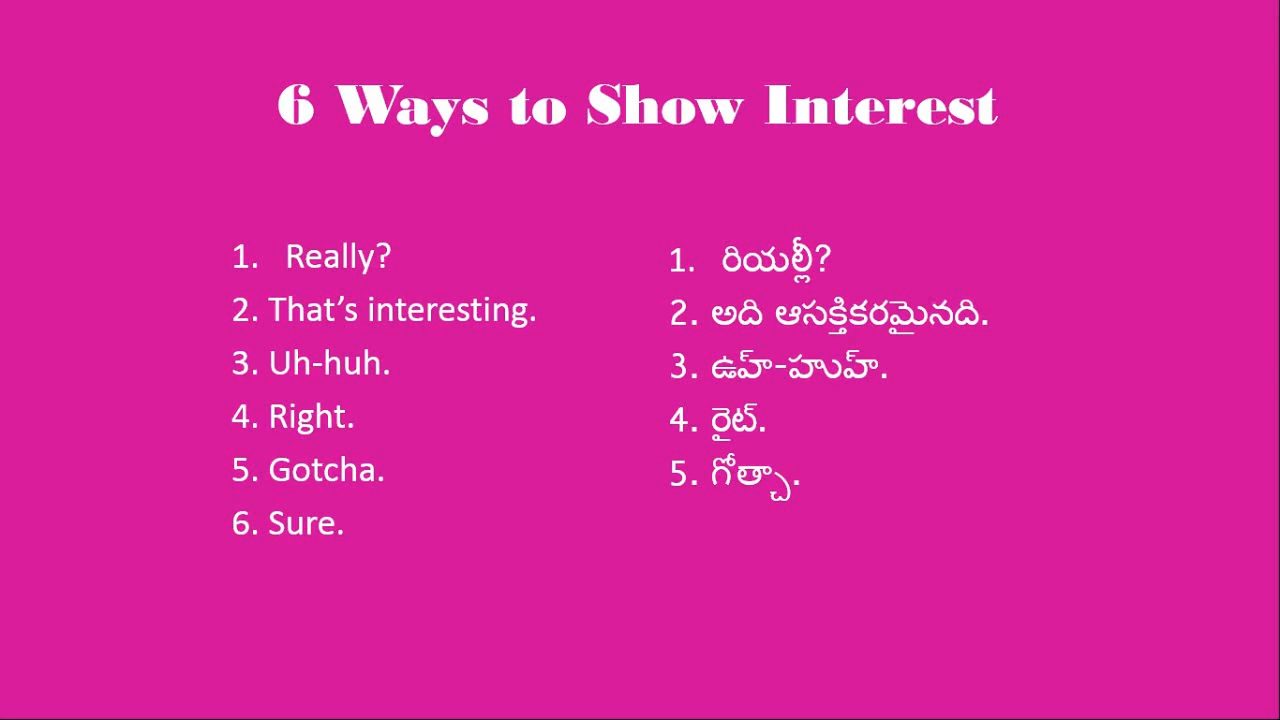 6 Ways to Show Interest
1. Really?
2. That’s interesting.
3. Uh-huh.
4. Right.
5. Gotcha.
6. Sure.
1. రియల్లీ?
2. అది ఆసక్తికరమైనది.
3. ఉహ్-హుహ్.
4. రైట్.
5. గోత్చా.